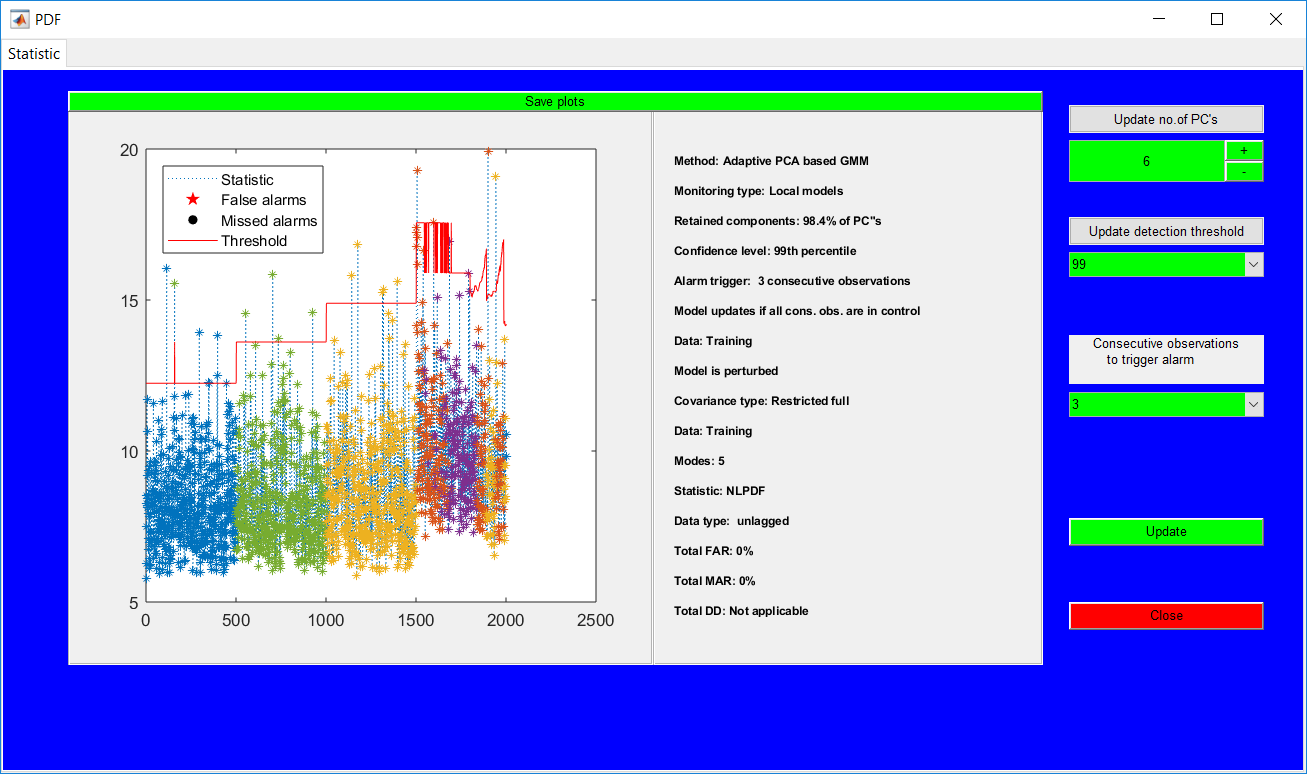 PDF
Statistic
Save plots
20
15
10
5
0
500
1000
1500
2000
2500
Statistic
False alarms
Missed alarms
Threshold
Method: Adaptive PCA based GMM
Monitoring type: Local models
Retained components: 98.4% of PC"s
Confidence level: 99th percentile
Alarm trigger:  3 consecutive observations
Model updates if all cons. obs. are in control
Data: Training
Model is perturbed
Covariance type: Restricted full
Data: Training
Modes: 5
Statistic: NLPDF
Data type:  unlagged
Total FAR: 0%
Total MAR: 0%
Total DD: Not applicable
Update no.of PC's
6
+
-
Update detection threshold
99
Consecutive observations
to trigger alarm
3
Update
Close